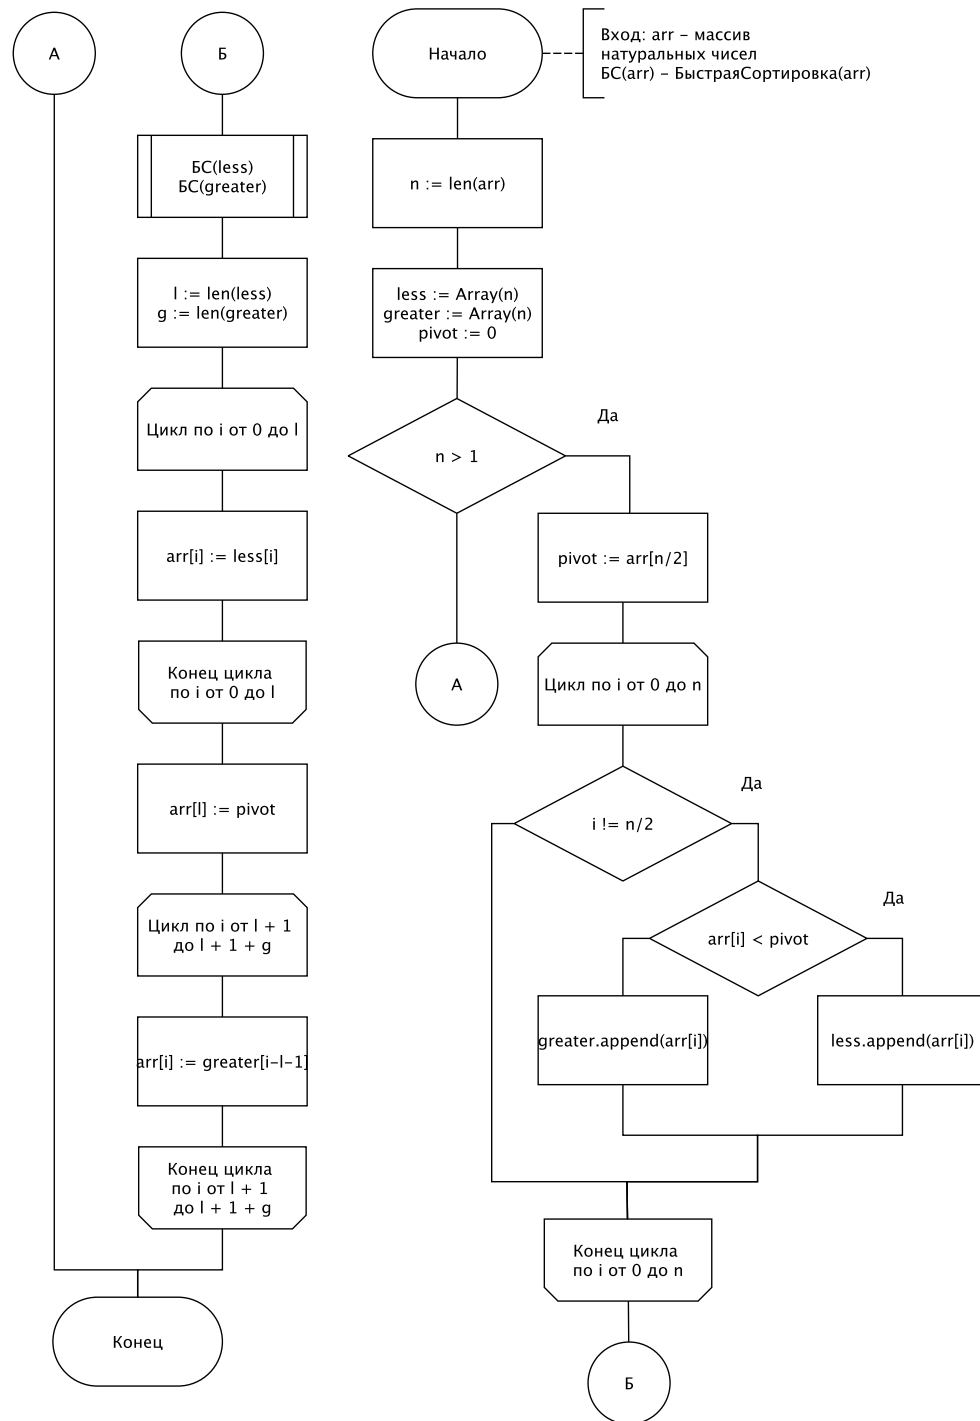 А
Б
БС(less)
БС(greater)
l := len(less)
g := len(greater)
Цикл по i от 0 до l
arr[i] := less[i]
Конец цикла
по i от 0 до l
arr[l] := pivot
Цикл по i от l + 1
до l + 1 + g
arr[i] := greater[i-l-1]
Конец цикла
по i от l + 1
до l + 1 + g
Конец
Начало
Вход: arr - массив
натуральных чисел
БС(arr) - БыстраяСортировка(arr)
n := len(arr)
less := Array(n)
greater := Array(n)
pivot := 0
Да
n > 1
А
pivot := arr[n/2]
Цикл по i от 0 до n
Да
i != n/2
Да
arr[i] < pivot
greater.append(arr[i])
less.append(arr[i])
Конец цикла
по i от 0 до n
Б